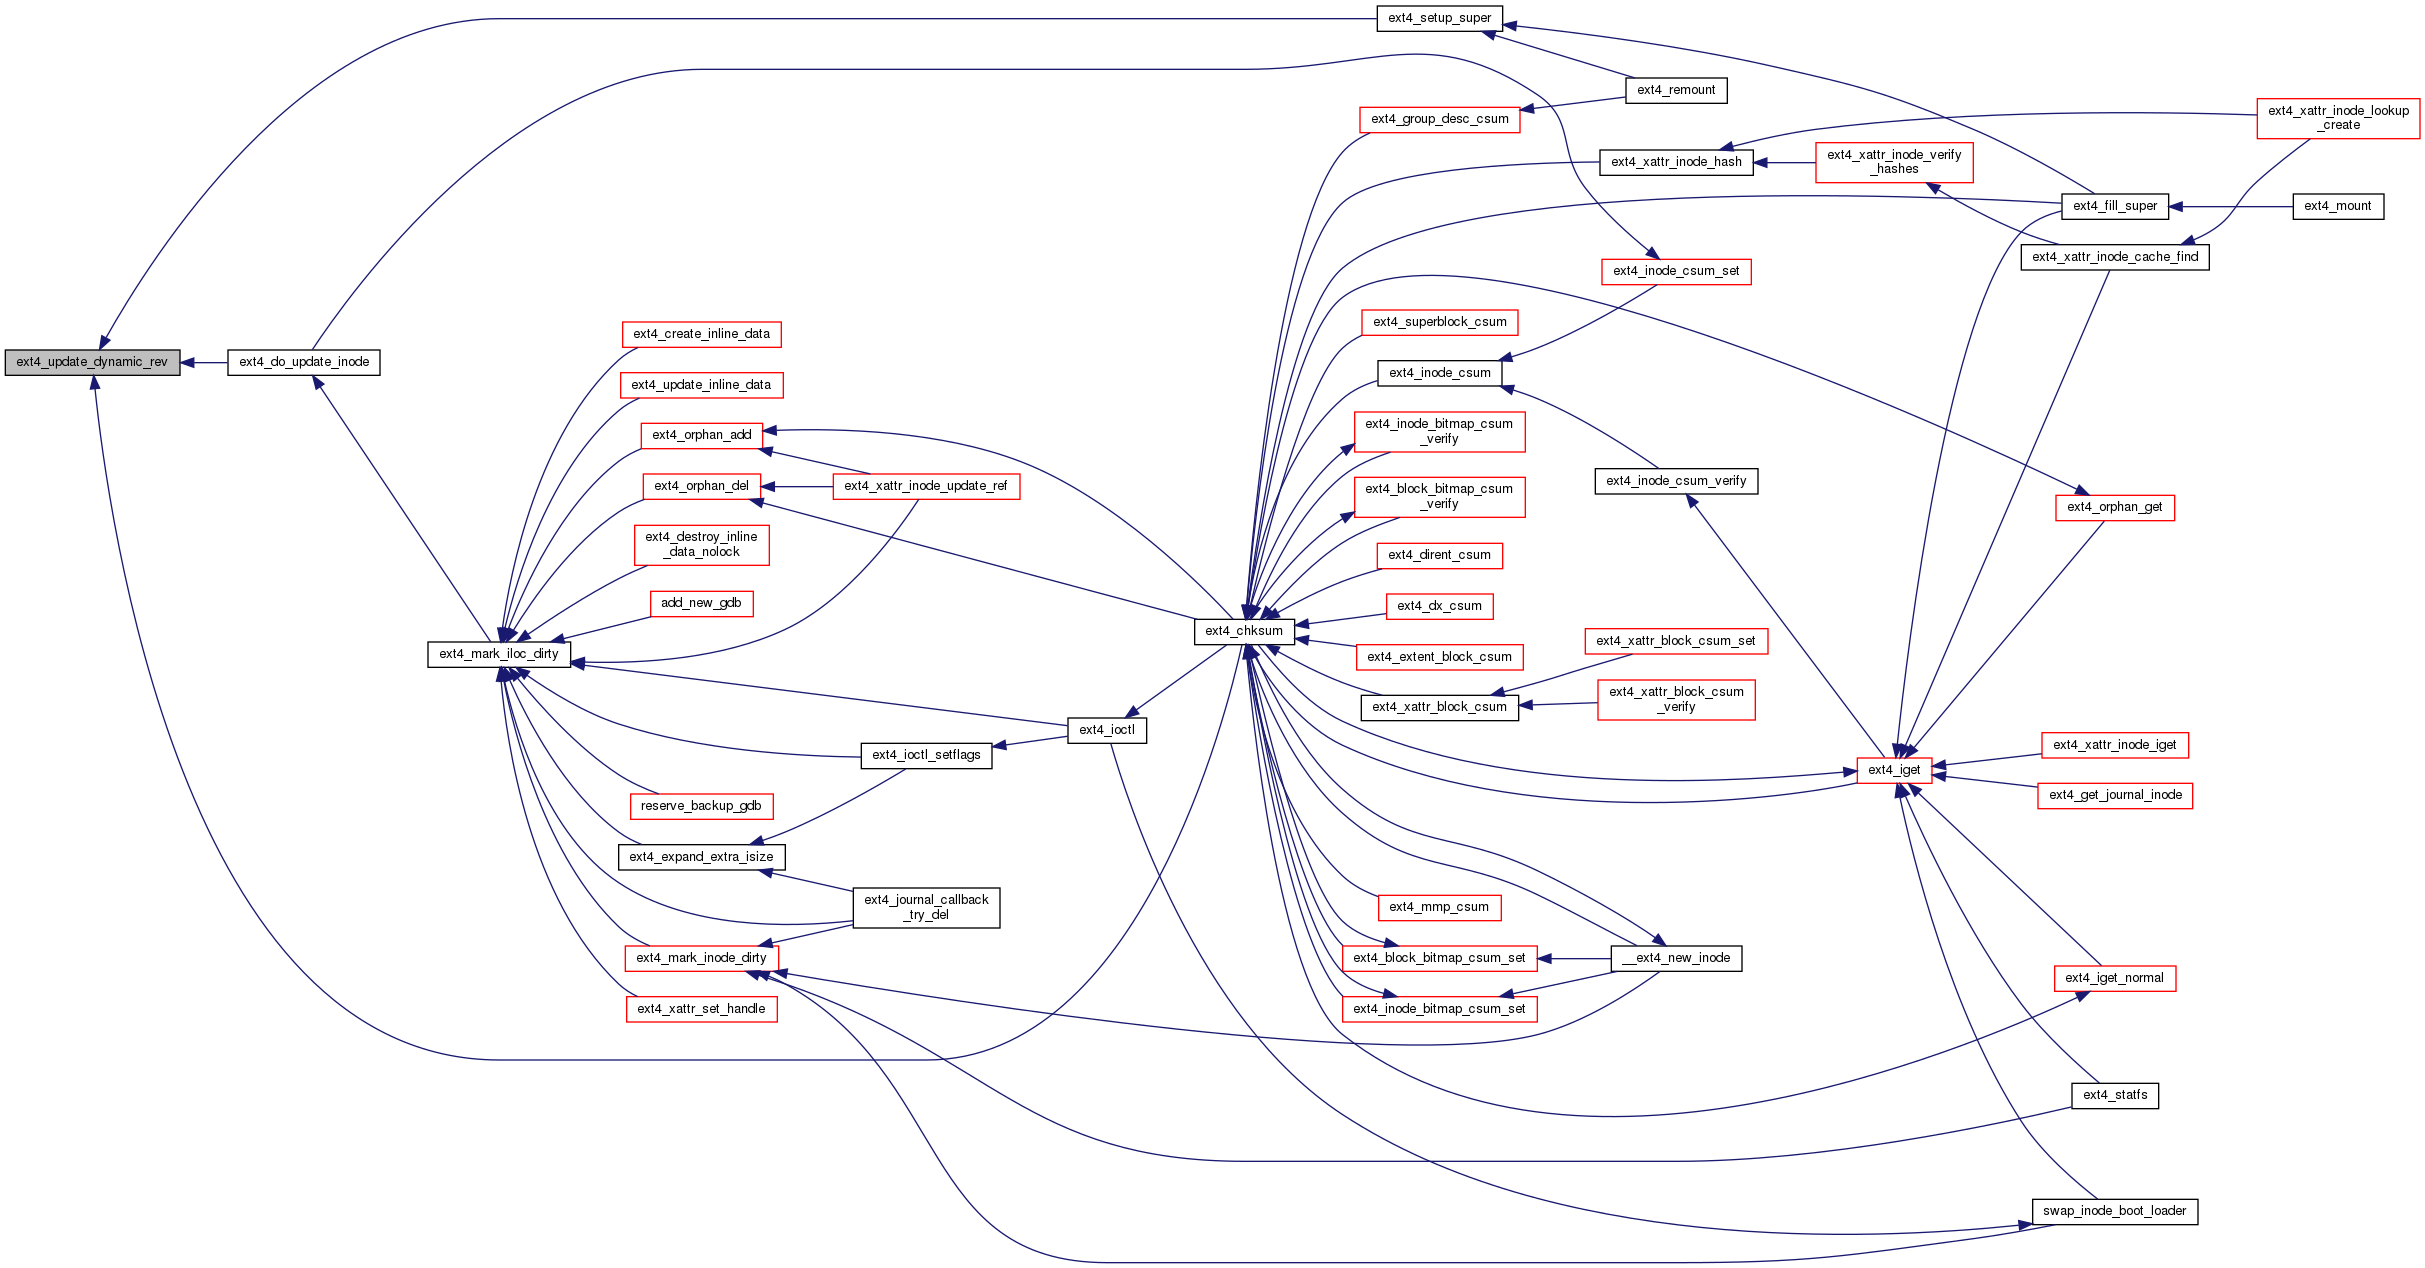 ext4_setup_super
ext4_remount
ext4_group_desc_csum
ext4_xattr_inode_lookup
_create
ext4_xattr_inode_hash
ext4_xattr_inode_verify
_hashes
ext4_fill_super
ext4_mount
ext4_xattr_inode_cache_find
ext4_inode_csum_set
ext4_superblock_csum
ext4_create_inline_data
ext4_update_dynamic_rev
ext4_do_update_inode
ext4_inode_csum
ext4_update_inline_data
ext4_orphan_add
ext4_inode_bitmap_csum
_verify
ext4_orphan_del
ext4_xattr_inode_update_ref
ext4_block_bitmap_csum
_verify
ext4_inode_csum_verify
ext4_orphan_get
ext4_destroy_inline
_data_nolock
ext4_dirent_csum
add_new_gdb
ext4_dx_csum
ext4_chksum
ext4_mark_iloc_dirty
ext4_extent_block_csum
ext4_xattr_block_csum_set
ext4_xattr_block_csum
ext4_xattr_block_csum
_verify
ext4_ioctl
ext4_ioctl_setflags
ext4_xattr_inode_iget
ext4_iget
ext4_get_journal_inode
reserve_backup_gdb
ext4_expand_extra_isize
ext4_journal_callback
_try_del
ext4_mmp_csum
ext4_mark_inode_dirty
ext4_block_bitmap_csum_set
__ext4_new_inode
ext4_iget_normal
ext4_xattr_set_handle
ext4_inode_bitmap_csum_set
ext4_statfs
swap_inode_boot_loader